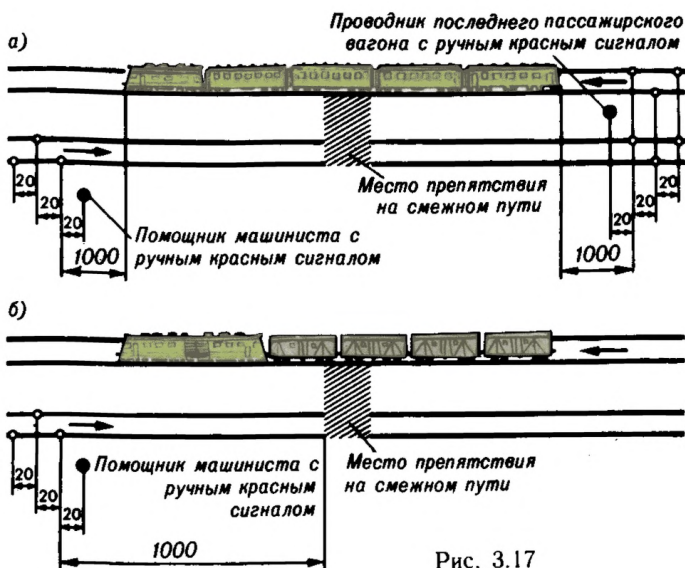 Проводник последнего пассажирского
вагона с ручным красным сигналом
а)
Место препятствия
на смежном пути
20
20
20
Помощник машиниста с
ручным красным сигналом
1000
20
20
20
1000
б)
Помощник машиниста с
ручным красным
сигналом
Место препятствия
на смежном пути
20
20
20
1000
Рис. 3.17